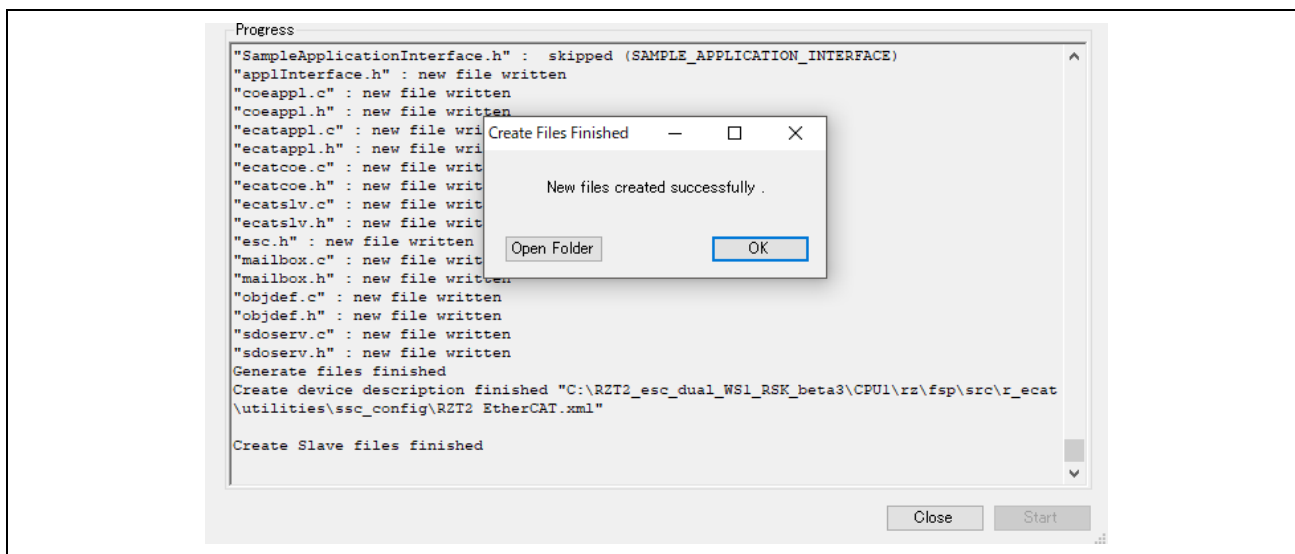 Progress
"SampleApplicationInterface.h" :  skipped (SAMPLE_APPLICATION_INTERFACE)
"applInterface.h" : new file written
"coeappl.c" : new file written
"coeappl.h" : new file written
"ecatappl.c" : new file wri
"ecatappl.h" : new file wri
"ecatcoe.c" : new file writ
"ecatcoe.h" : new file writ
"ecatslv.c" : new file writ
"ecatslv.h" : new file writ
"esc.h" : new file written
"mailbox.c" : new file writ
"mailbox.h" : new file written
"objdef.c" : new file written
"objdef.h" : new file written
"sdoserv.c" : new file written
"sdoserv.h" : new file written
Generate files finished
Create device description finished "C:\RZT2_esc_dual_WS1_RSK_beta3\CPU1\rz\fsp\src\r_ecat
\utilities\ssc_config\RZT2 EtherCAT.xml"
Create Slave files finished
Create Files Finished
New files created successfully .
Open Folder
OK
Close
Start